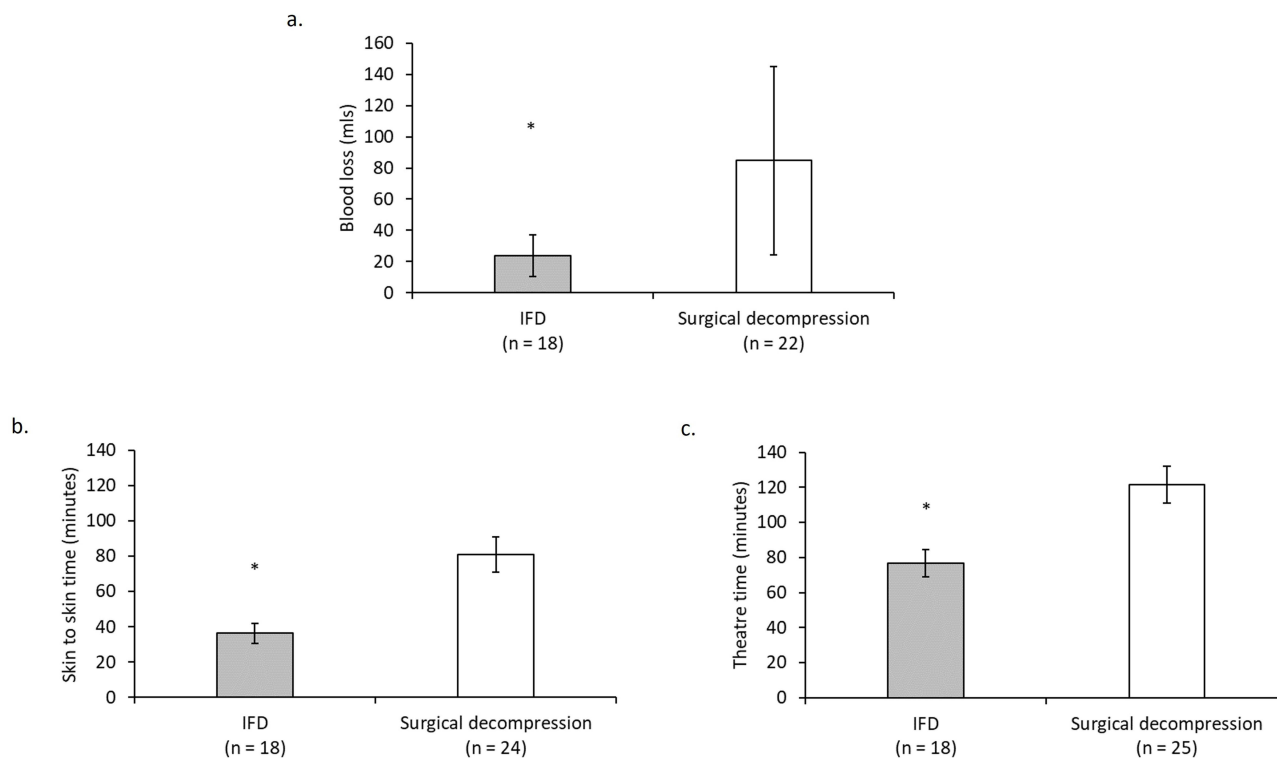 a.
Blood loss (mls)
160
140
120
100
80
60
40
20
0
*
IFD
(n = 18)
Surgical decompression
(n = 22)
b.
Skin to skin time (minutes)
140
120
100
80
60
40
20
0
*
IFD
(n = 18)
Surgical decompression
(n = 24)
c.
Theatre time (minutes)
140
120
100
80
60
40
20
0
*
IFD
(n = 18)
Surgical decompression
(n = 25)